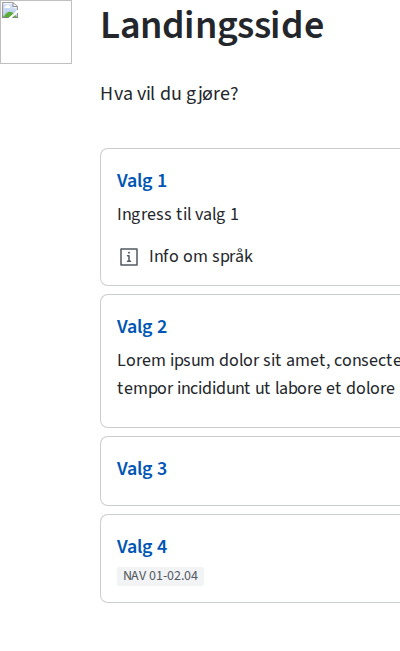 Landingsside
Hva vil du gjøre?
Valg 1
Ingress til valg 1
Info om språk
Valg 2
Lorem ipsum dolor sit amet, consecte
tempor incididunt ut labore et dolore
Valg 3
Valg 4
NAV 01-02.04